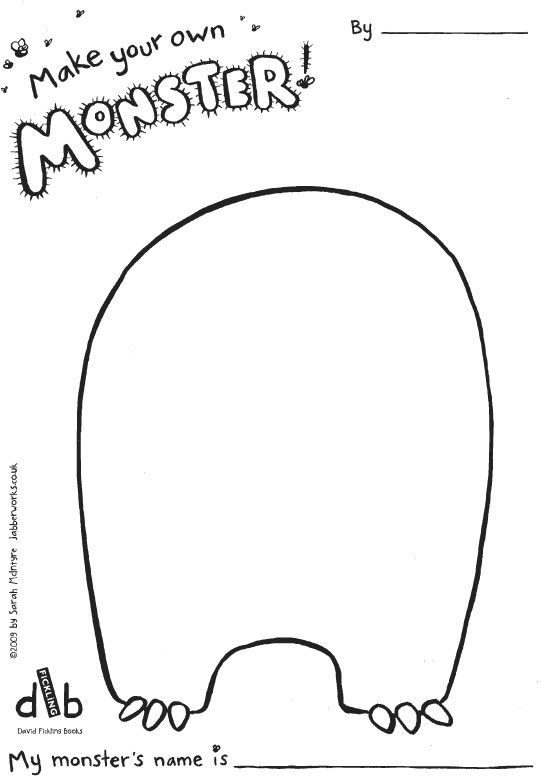 Make your own
MONSTER!
By
©2009 by Sarah McIntyre jabberworks.co.uk
FICKLING
dfb
David Fickling Books
My monster's name is